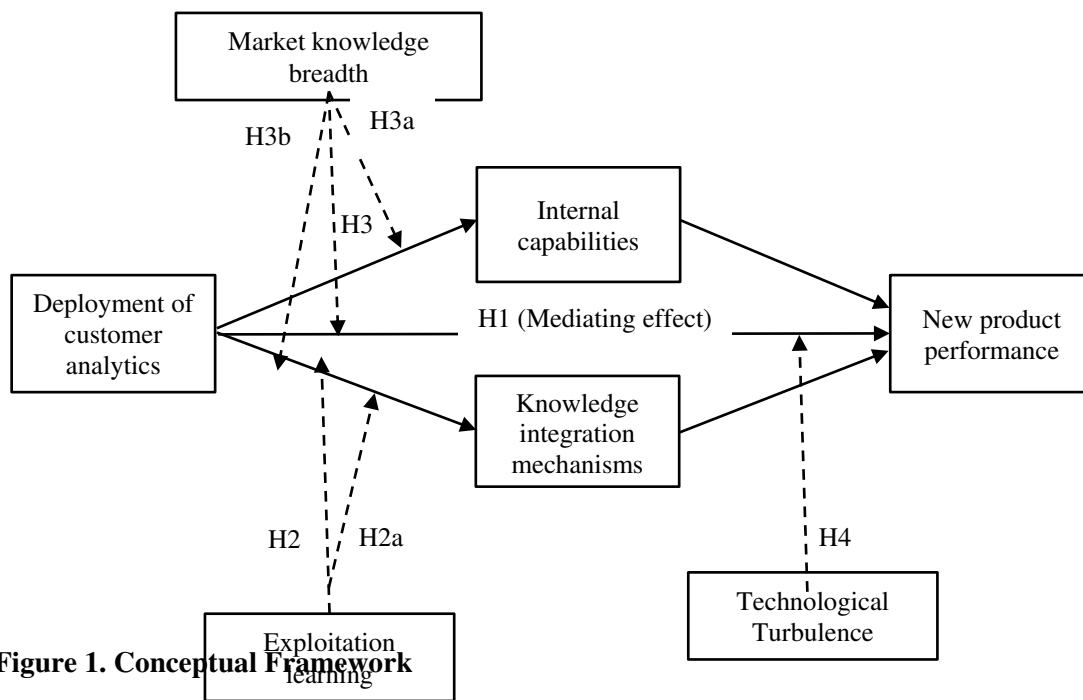 Market knowledge
breadth
H3b
H3a
H3
Internal
capabilities
Deployment of
customer
analytics
H1 (Mediating effect)
New product
performance
Knowledge
integration
mechanisms
H2
H2a
H4
Technological
Turbulence
Exploitation
learning
Figure 1. Conceptual Framework